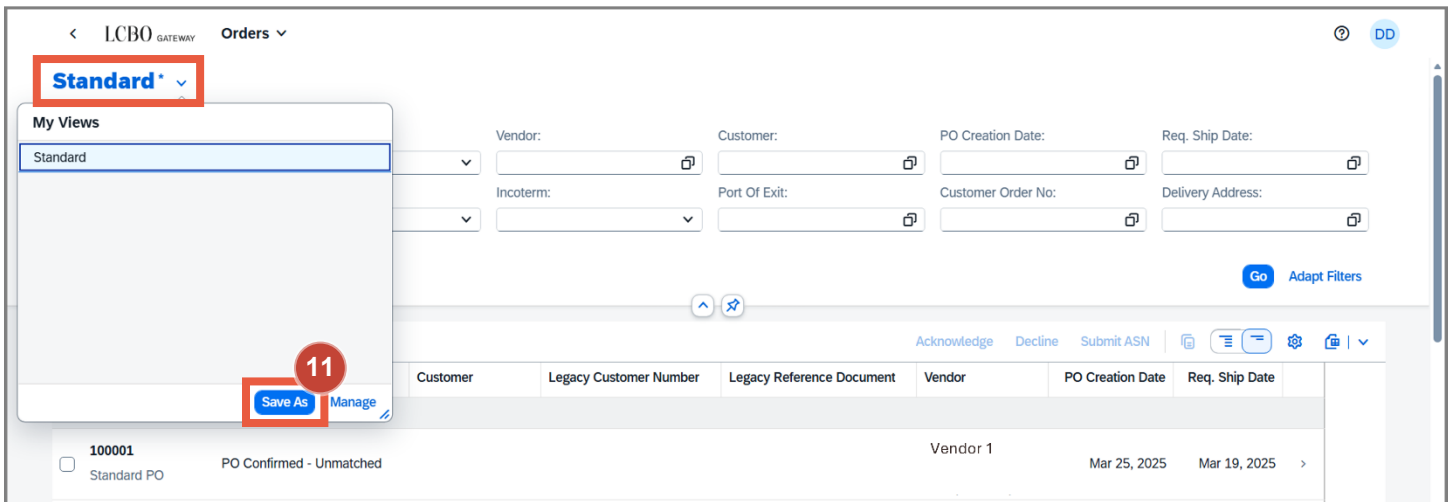 LCBO GATEWAY Orders DD
Standard*
My Views
Standard
Vendor: Customer: PO Creation Date: Req. Ship Date:
Incoterm: Port Of Exit: Customer Order No: Delivery Address:
Go Adapt Filters
Acknowledge Decline Submit ASN
11
Save As Manage
Customer Legacy Customer Number Legacy Reference Document Vendor PO Creation Date Req. Ship Date
100001
Standard PO
PO Confirmed - Unmatched Vendor 1 Mar 25, 2025 Mar 19, 2025